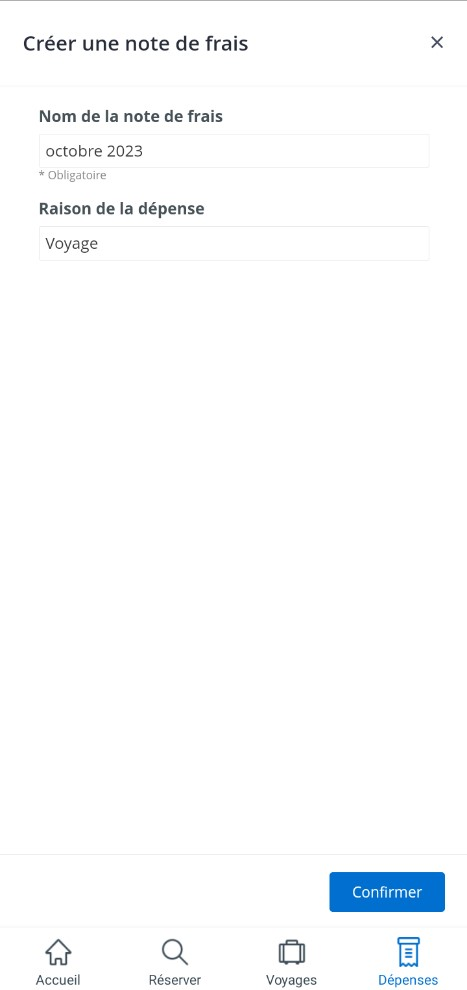 Créer une note de frais
Nom de la note de frais
octobre 2023
* Obligatoire
Raison de la dépense
Voyage
Confirmer
Accueil
Réserver
Voyages
Dépenses